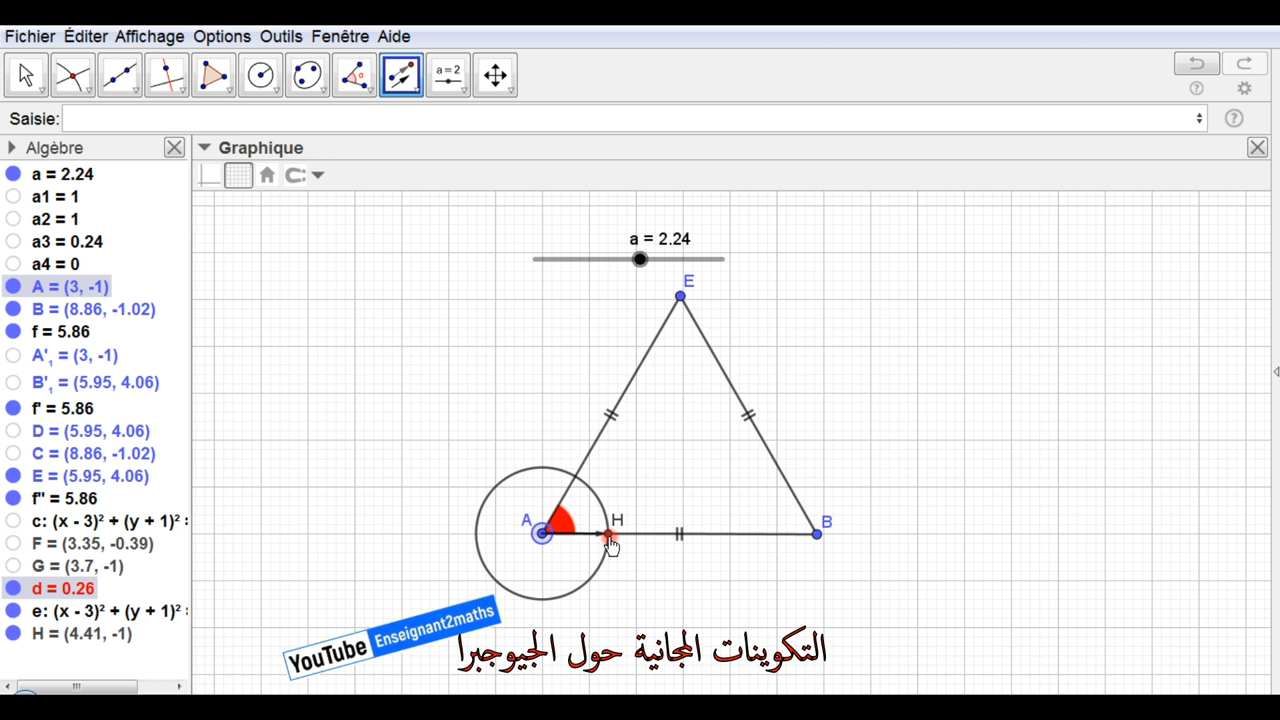 Fichier Éditer Affichage Options Outils Fenêtre Aide
a=2
Saisie:
Algèbre
Graphique
a = 2.24
a1 = 1
a2 = 1
a3 = 0.24
a4 = 0
A = (3, -1)
B = (8.86, -1.02)
f = 5.86
A'₁ = (3, -1)
B'₁ = (5.95, 4.06)
f' = 5.86
D = (5.95, 4.06)
C = (8.86, -1.02)
E = (5.95, 4.06)
f'' = 5.86
c: (x - 3)² + (y + 1)² =
F = (3.35, -0.39)
G = (3.7, -1)
d = 0.26
e: (x - 3)² + (y + 1)² =
H = (4.41, -1)
a = 2.24
E
A
H
B
YouTube Enseignant2maths
التكوينات المجانية حول الجيوجبرا